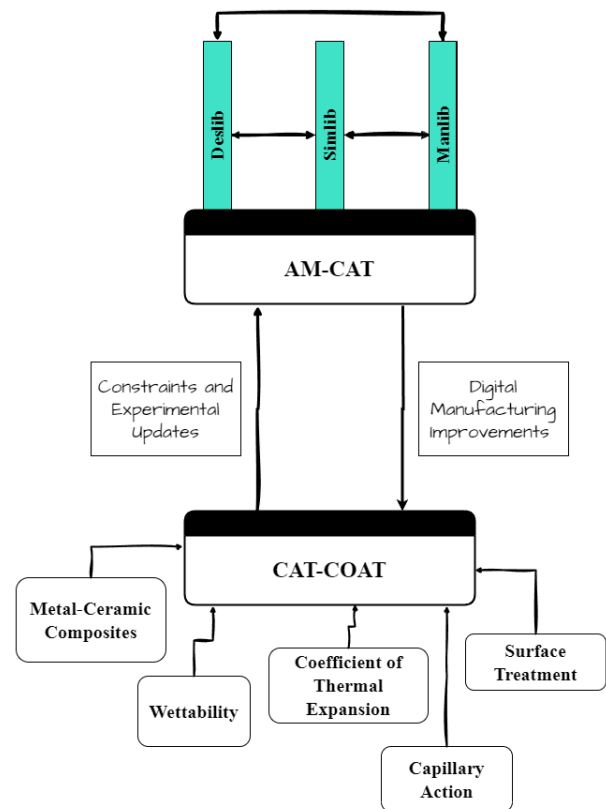 Deslib
Simlib
Manlib
AM-CAT
Constraints and
Experimental
Updates
Digital
Manufacturing
Improvements
CAT-COAT
Metal-Ceramic
Composites
Wettability
Coefficient of
Thermal
Expansion
Capillary
Action
Surface
Treatment